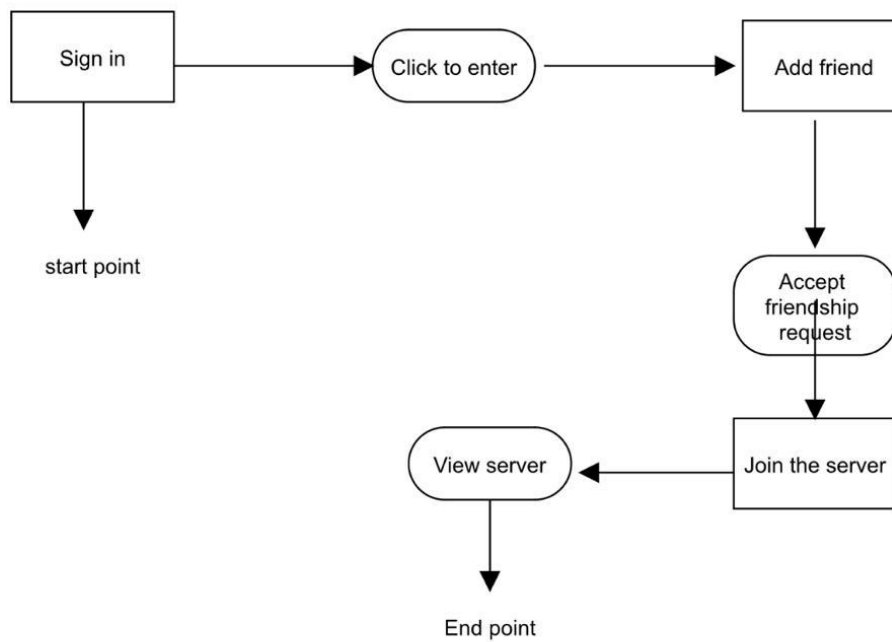 Sign in
Click to enter
Add friend
start point
Accept
friendship
request
View server
Join the server
End point